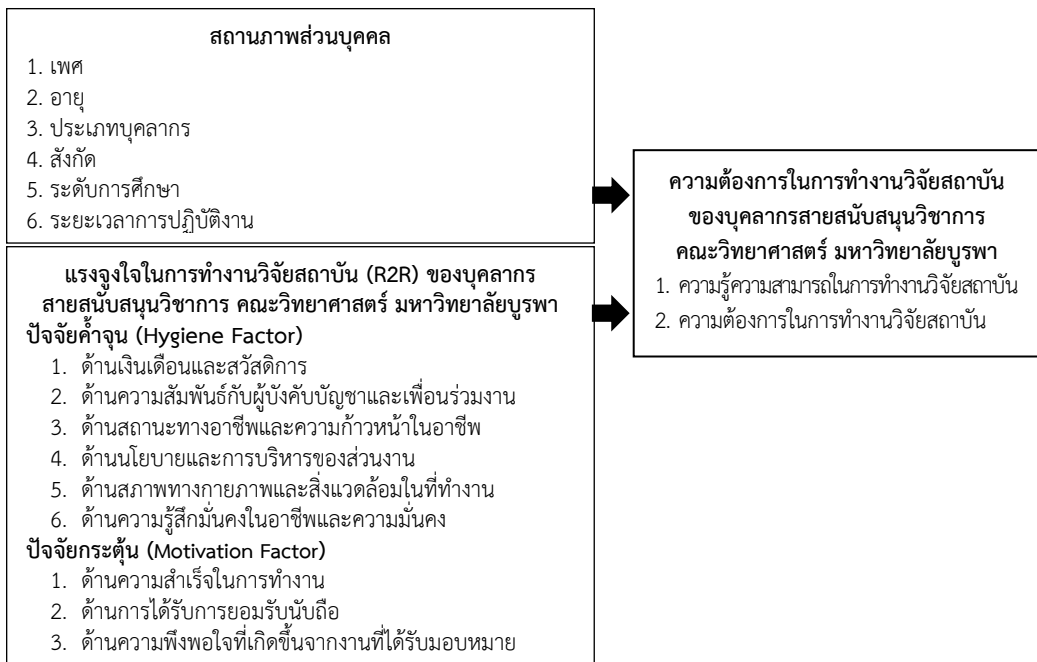 สถานภาพส่วนบุคคล
1. เพศ
2. อายุ
3. ประเภทบุคลากร
4. สังกัด
5. ระดับการศึกษา
6. ระยะเวลาการปฏิบัติงาน
แรงจูงใจในการทำงานวิจัยสถาบัน (R2R) ของบุคลากร
สายสนับสนุนวิชาการ คณะวิทยาศาสตร์ มหาวิทยาลัยบูรพา
ปัจจัยค้ำจุน (Hygiene Factor)
1. ด้านเงินเดือนและสวัสดิการ
2. ด้านความสัมพันธ์กับผู้บังคับบัญชาและเพื่อนร่วมงาน
3. ด้านสถานะทางอาชีพและความก้าวหน้าในอาชีพ
4. ด้านนโยบายและการบริหารของส่วนงาน
5. ด้านสภาพทางกายภาพและสิ่งแวดล้อมในที่ทำงาน
6. ด้านความรู้สึกมั่นคงในอาชีพและความมั่นคง
ปัจจัยกระตุ้น (Motivation Factor)
1. ด้านความสำเร็จในการทำงาน
2. ด้านการได้รับการยอมรับนับถือ
3. ด้านความพึงพอใจที่เกิดขึ้นจากงานที่ได้รับมอบหมาย
ความต้องการในการทำงานวิจัยสถาบัน
ของบุคลากรสายสนับสนุนวิชาการ
คณะวิทยาศาสตร์ มหาวิทยาลัยบูรพา
1. ความรู้ความสามารถในการทำงานวิจัยสถาบัน
2. ความต้องการในการทำงานวิจัยสถาบัน